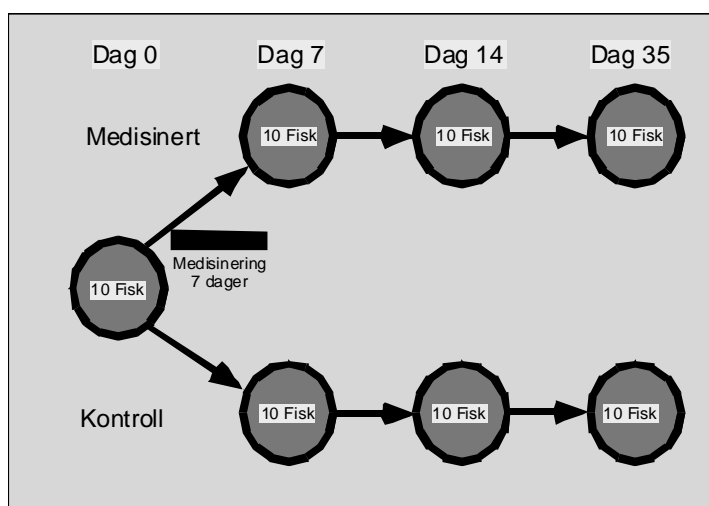 Dag 0
Dag 7
Dag 14
Dag 35
Medisinert
10 Fisk
10 Fisk
10 Fisk
Medisinering
7 dager
10 Fisk
Kontroll
10 Fisk
10 Fisk
10 Fisk